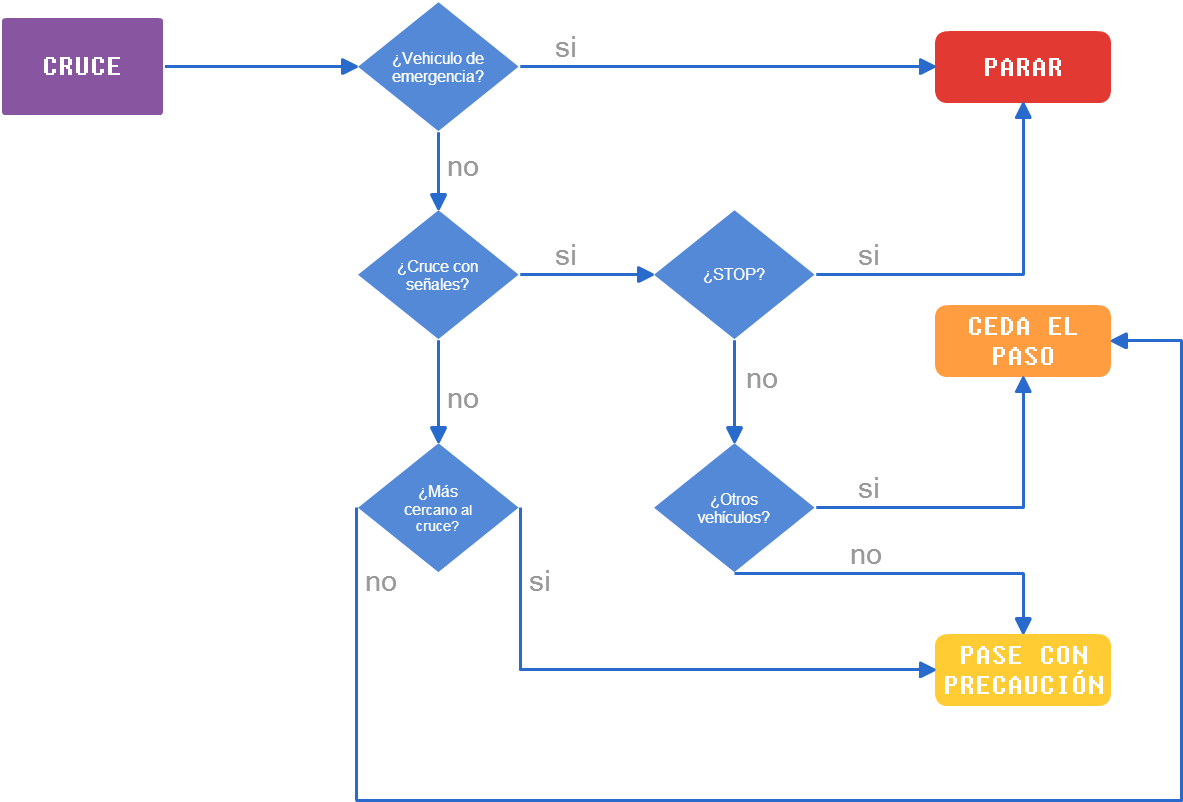 CRUCE
¿Vehiculo de
emergencia?
si
PARAR
no
¿Cruce con
señales?
si
¿STOP?
si
CEDA EL
PASO
no
no
¿Más
cercano al
cruce?
¿Otros
vehículos?
si
no
no
si
PASE CON
PRECAUCIÓN